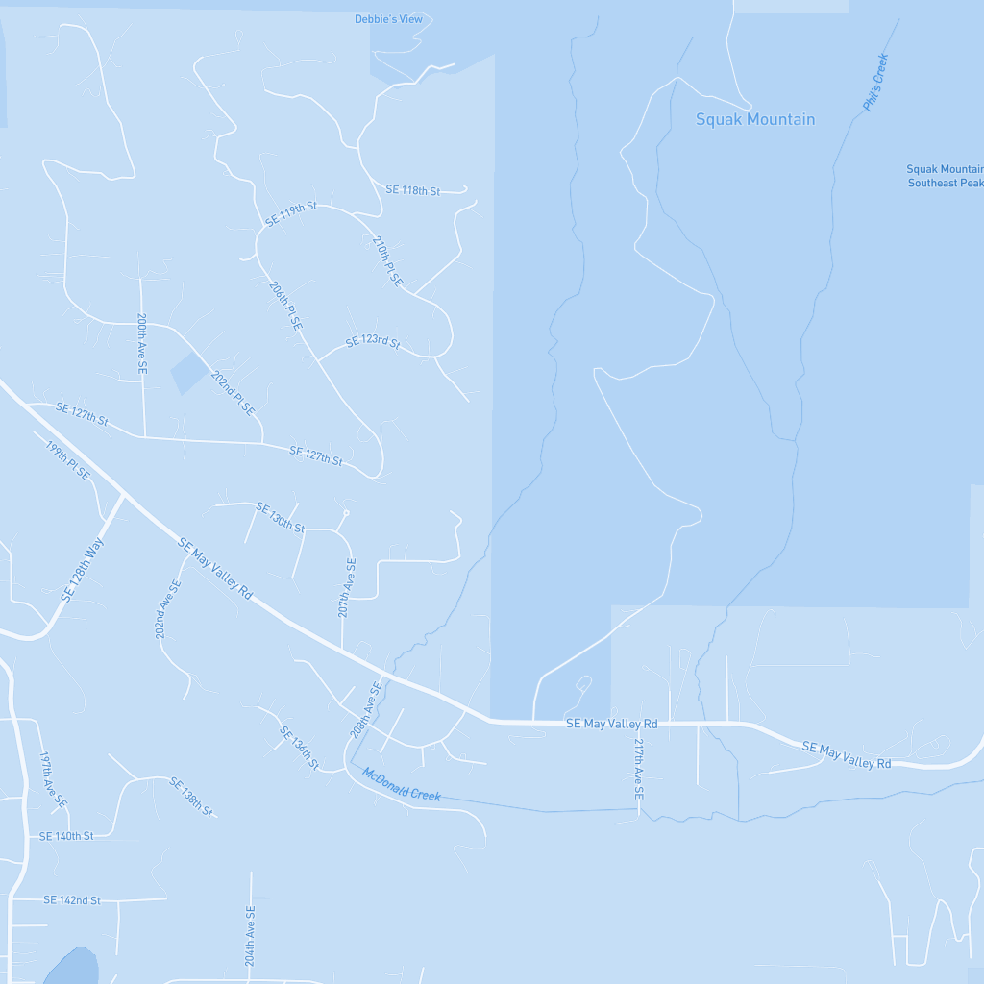 Debbie's View
Phil's Creek
Squak Mountain
Squak Mountain
Southeast Peak
SE 118th St
SE 119th St
210th Pl SE
206th Pl SE
200th Ave SE
SE 123rd St
202nd Pl SE
SE 127th St
199th Pl SE
SE 127th St
SE 130th St
SE 128th Way
SE May Valley Rd
207th Ave SE
202nd Ave SE
208th Ave SE
SE May Valley Rd
SE 136th St
217th Ave SE
SE May Valley Rd
197th Ave SE
McDonald Creek
SE 138th St
SE 140th St
SE 142nd St
204th Ave SE